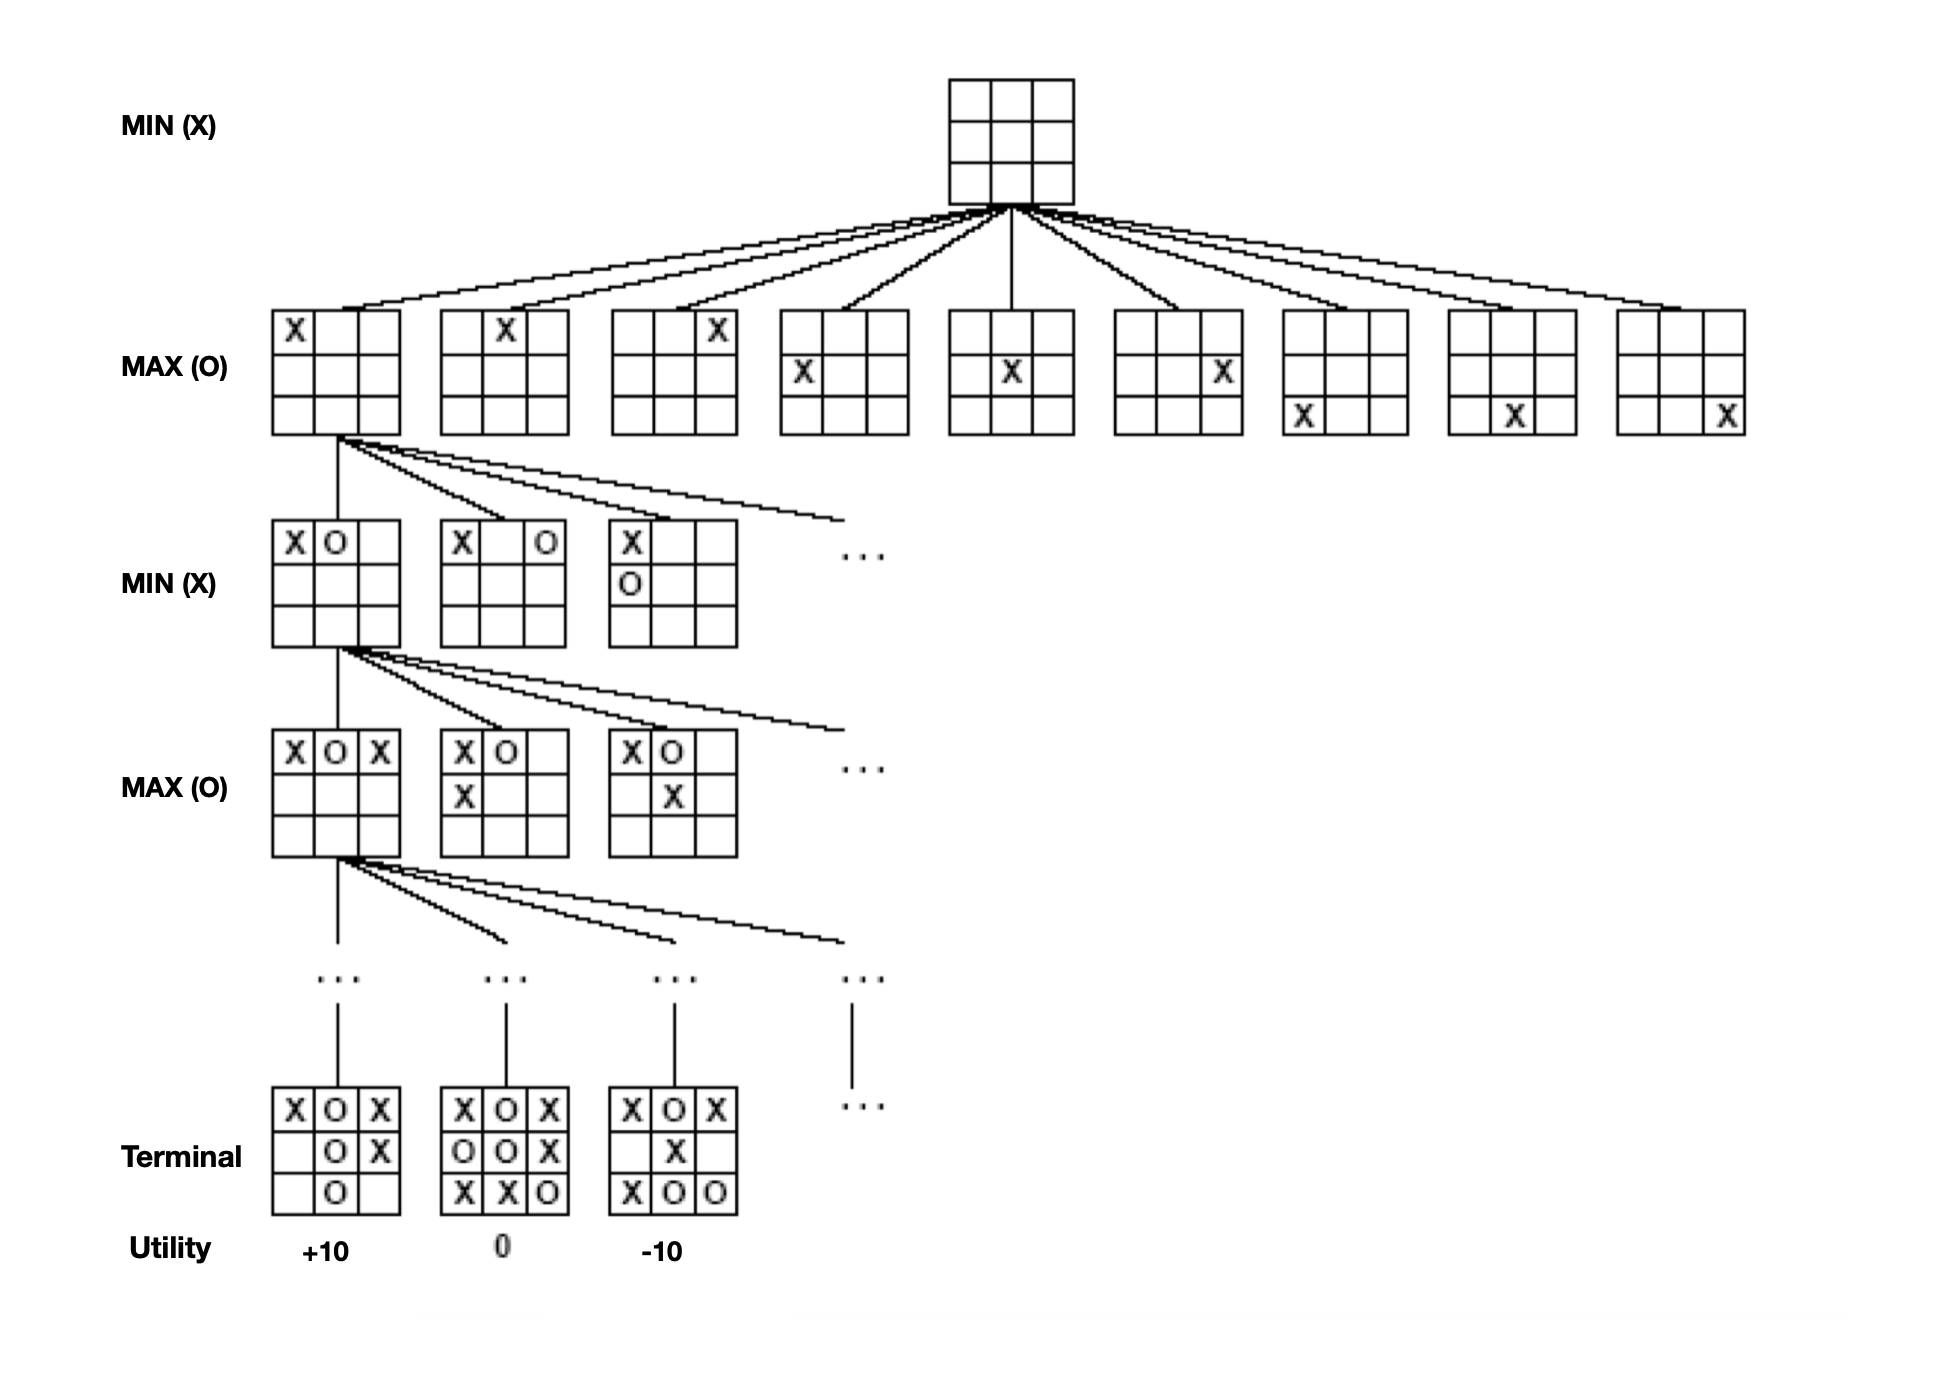 MIN (X)
MAX (O)
X X X X X X X X X
MIN (X)
X O X O X
O
...
MAX (O)
X O X X O X O
X X
...
... ... ... ...
Terminal
X O X X O X X O X
O X O O X X
O X X O X O O
...
Utility +10 0 -10